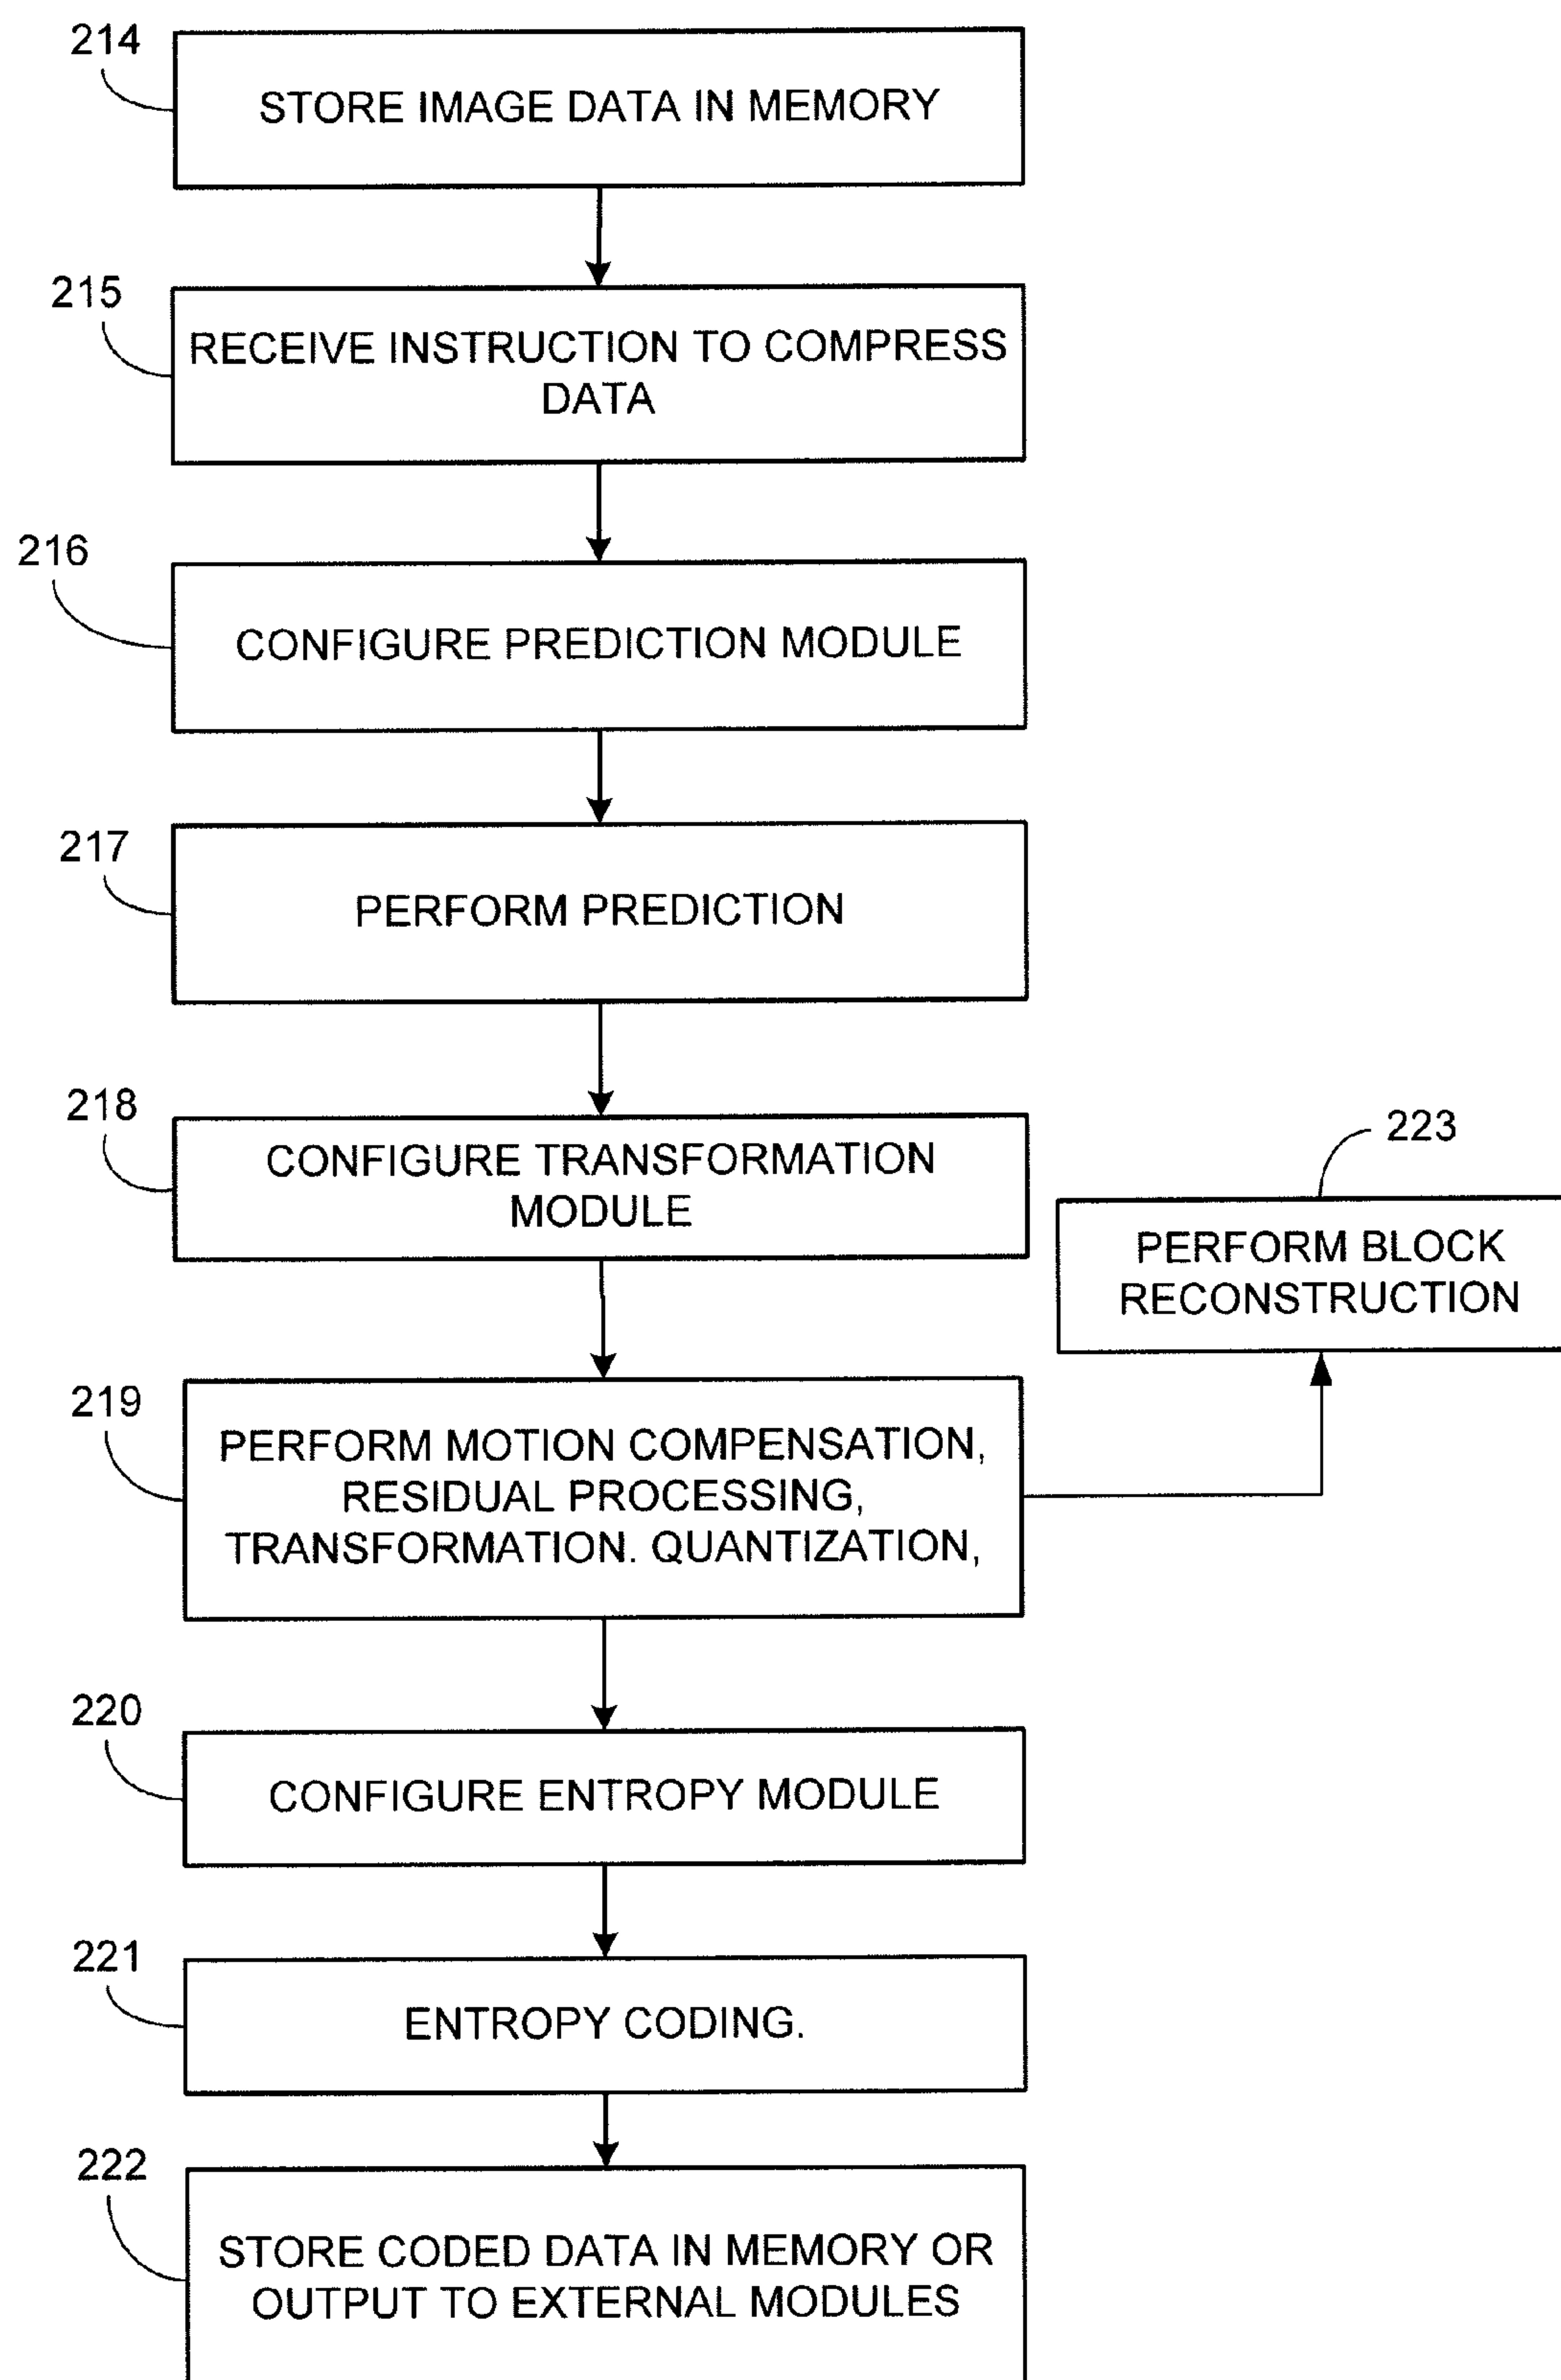 214
STORE IMAGE DATA IN MEMORY
215
RECEIVE INSTRUCTION TO COMPRESS
DATA
216
CONFIGURE PREDICTION MODULE
217
PERFORM PREDICTION
218
CONFIGURE TRANSFORMATION
MODULE
223
PERFORM BLOCK
RECONSTRUCTION
219
PERFORM MOTION COMPENSATION,
RESIDUAL PROCESSING,
TRANSFORMATION. QUANTIZATION,
220
CONFIGURE ENTROPY MODULE
221
ENTROPY CODING.
222
STORE CODED DATA IN MEMORY OR
OUTPUT TO EXTERNAL MODULES